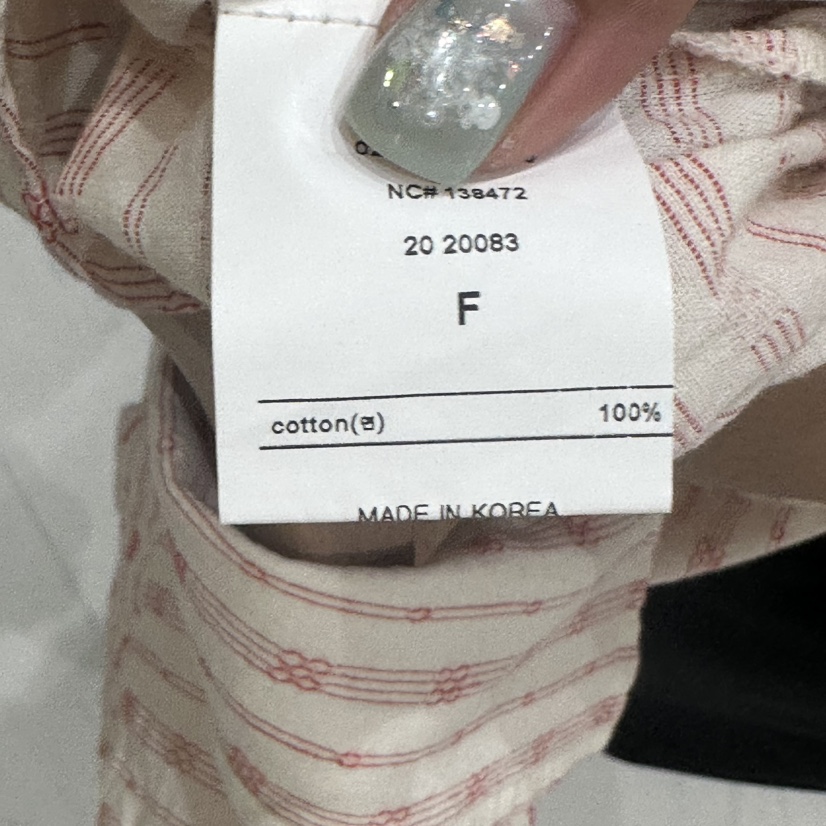 NC# 138472
20 20083
F
cotton(면) 100%
MADE IN KOREA